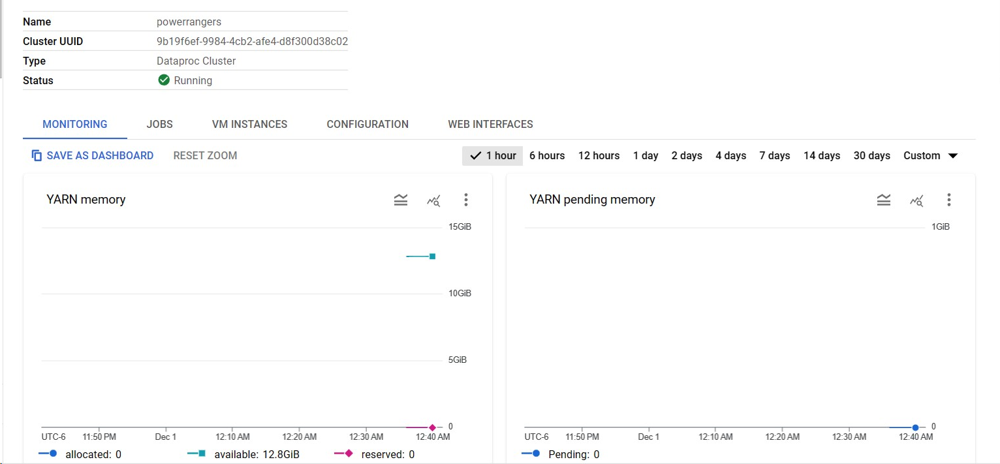 Name powerrangers
Cluster UUID 9b19f6ef-9984-4cb2-afe4-d8f300d38c02
Type Dataproc Cluster
Status Running
MONITORING JOBS VM INSTANCES CONFIGURATION WEB INTERFACES
SAVE AS DASHBOARD RESET ZOOM 1 hour 6 hours 12 hours 1 day 2 days 4 days 7 days 14 days 30 days Custom
YARN memory
15GiB
10GiB
5GiB
0
UTC-6 11:50 PM Dec 1 12:10 AM 12:20 AM 12:30 AM 12:40 AM
allocated: 0 available: 12.8GiB reserved: 0
YARN pending memory
1GiB
0
UTC-6 11:50 PM Dec 1 12:10 AM 12:20 AM 12:30 AM 12:40 AM
Pending: 0